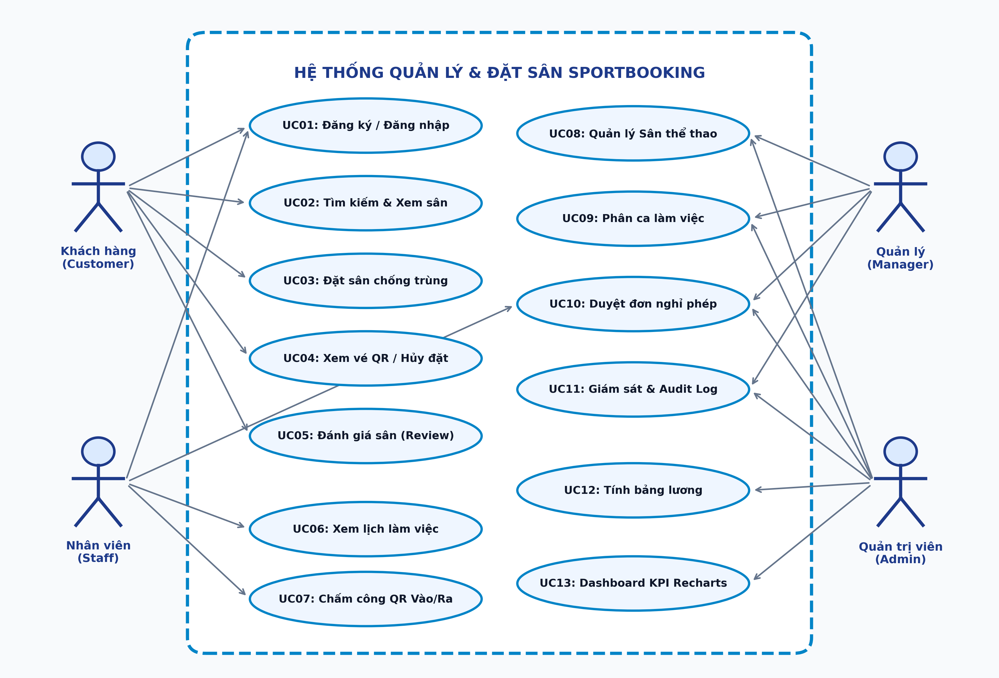 HỆ THỐNG QUẢN LÝ & ĐẶT SÂN SPORTBOOKING
Khách hàng
(Customer)
Nhân viên
(Staff)
UC01: Đăng ký / Đăng nhập
UC02: Tìm kiếm & Xem sân
UC03: Đặt sân chống trùng
UC04: Xem vé QR / Hủy đặt
UC05: Đánh giá sân (Review)
UC06: Xem lịch làm việc
UC07: Chấm công QR Vào/Ra
UC08: Quản lý Sân thể thao
UC09: Phân ca làm việc
UC10: Duyệt đơn nghỉ phép
UC11: Giám sát & Audit Log
UC12: Tính bảng lương
UC13: Dashboard KPI Recharts
Quản lý
(Manager)
Quản trị viên
(Admin)